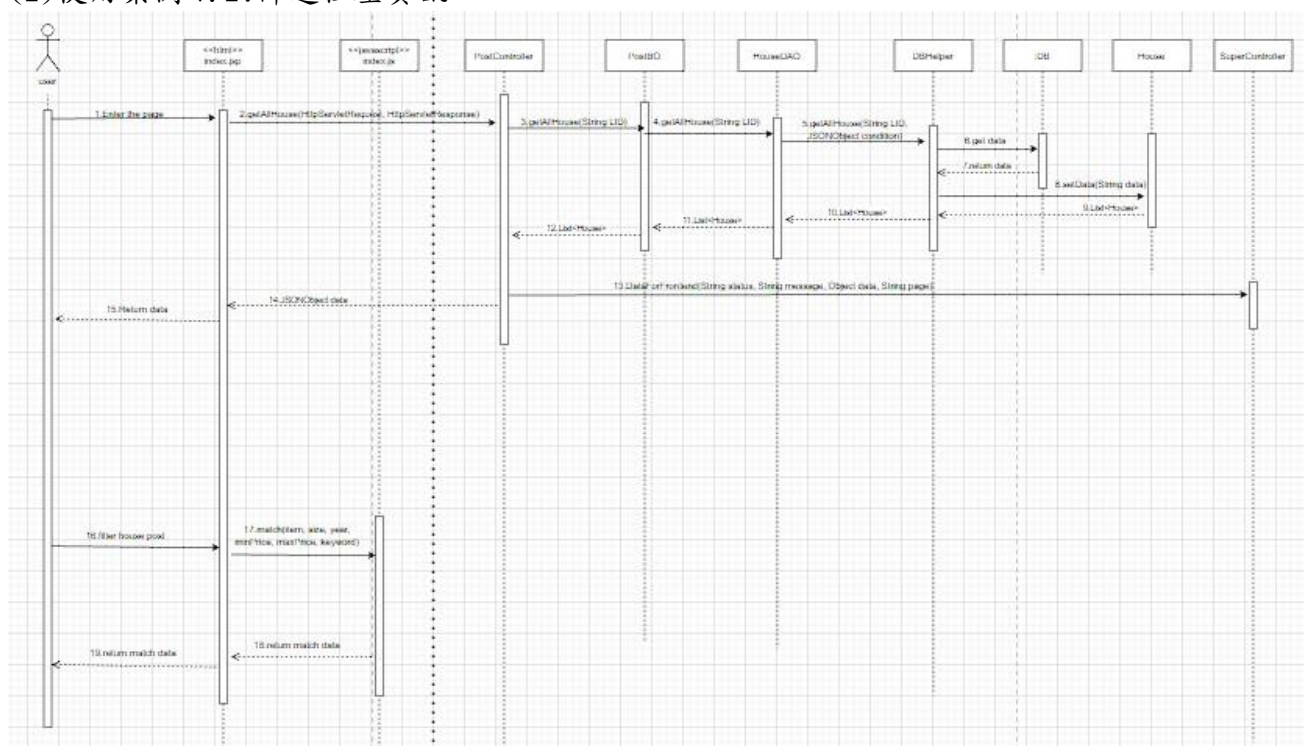 <<html>>
index.jsp
<<javascript>>
index.js
PostController
PostBO
HouseDAO
DBHelper
DB
House
SuperController
user
1.Enter the page
2.getAllHouse(HttpServletRequest, HttpServletResponse)
3.getAllHouse(String LID)
4.getAllHouse(String LID)
5.getAllHouse(String LID,
JSONObject condition)
6.get data
7.return data
8.setData(String data)
9.List<House>
10.List<House>
11.List<House>
12.List<House>
13.DataForFrontend(String status, String message, Object data, String page)
14.JSONObject data
15.Return data
16.filter house post
17.match(item, size, year,
minPrice, maxPrice, keyword)
18.return match data
19.return match data